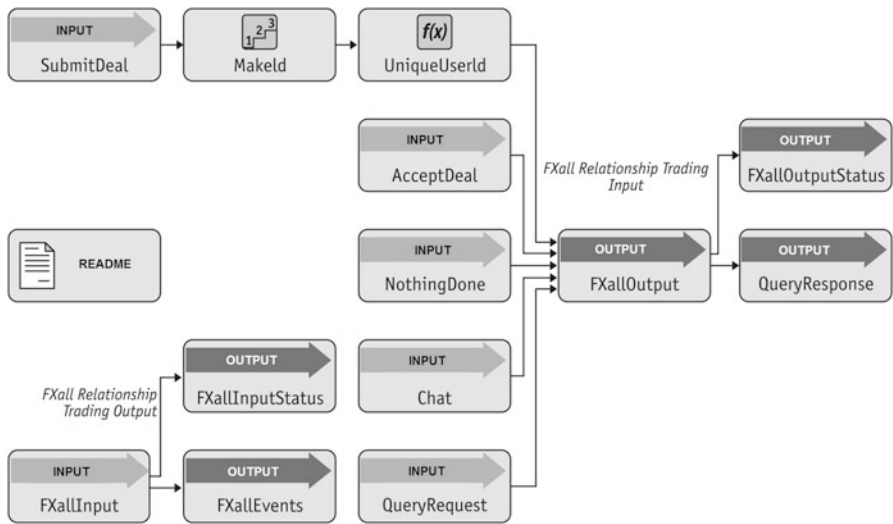 INPUT
SubmitDeal
1 2 3
MakeId
f(x)
UniqueUserId
INPUT
AcceptDeal
FXall Relationship Trading
Input
OUTPUT
FXallOutputStatus
README
INPUT
NothingDone
OUTPUT
FXallOutput
OUTPUT
QueryResponse
FXall Relationship
Trading Output
OUTPUT
FXallInputStatus
INPUT
Chat
INPUT
FXallInput
OUTPUT
FXallEvents
INPUT
QueryRequest